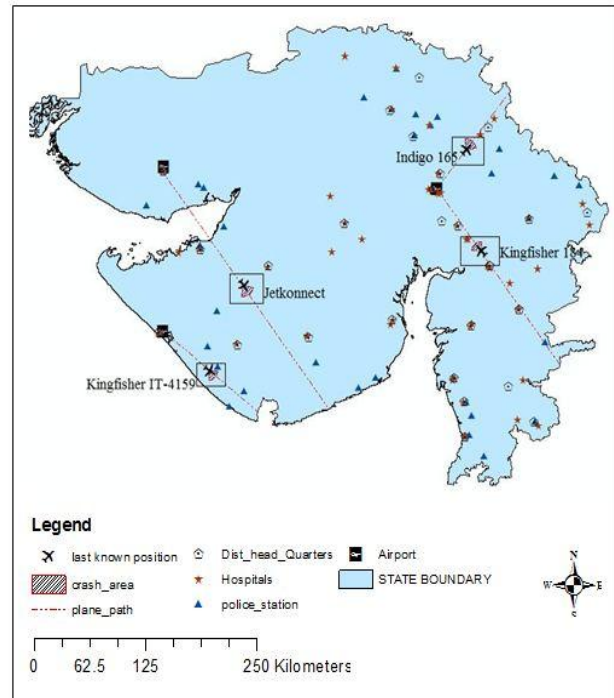 Indigo 165
Kingfisher 184
Jetkonnect
Kingfisher IT-4159
Legend
last known position
Dist_head_Quarters
Airport
crash_area
Hospitals
STATE BOUNDARY
plane_path
police_station
N
W E
S
0 62.5 125 250 Kilometers